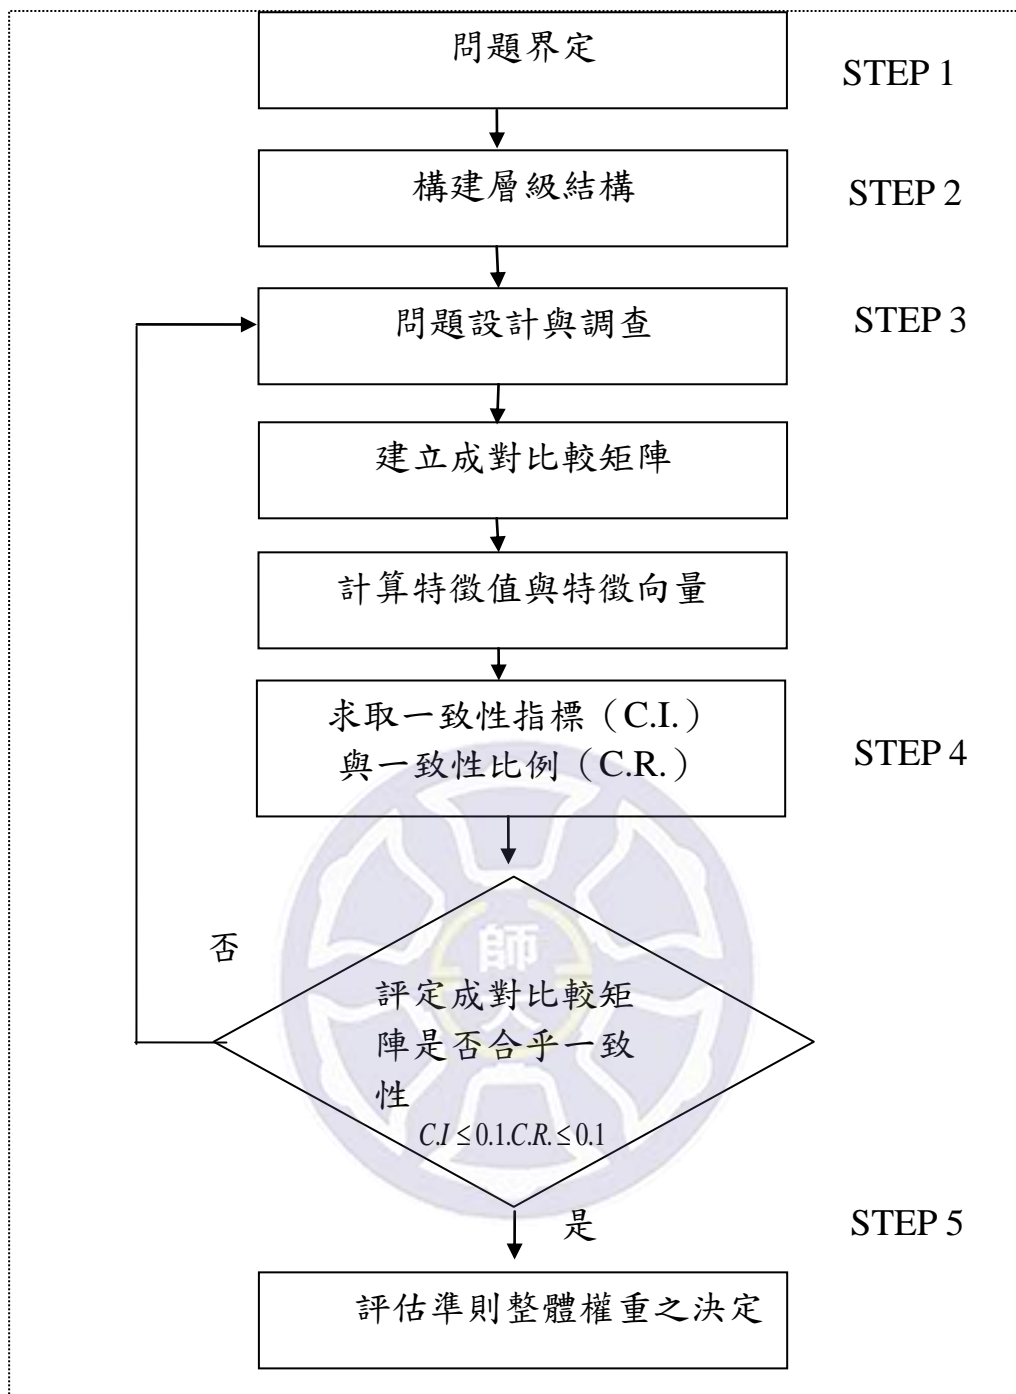 問題界定
STEP 1
構建層級結構
STEP 2
問題設計與調查
STEP 3
建立成對比較矩陣
計算特徵值與特徵向量
求取一致性指標（C.I.）
與一致性比例（C.R.）
STEP 4
否
師
大
評定成對比較矩
陣是否合乎一致
性
C.I ≤ 0.1.C.R. ≤ 0.1
是
STEP 5
評估準則整體權重之決定